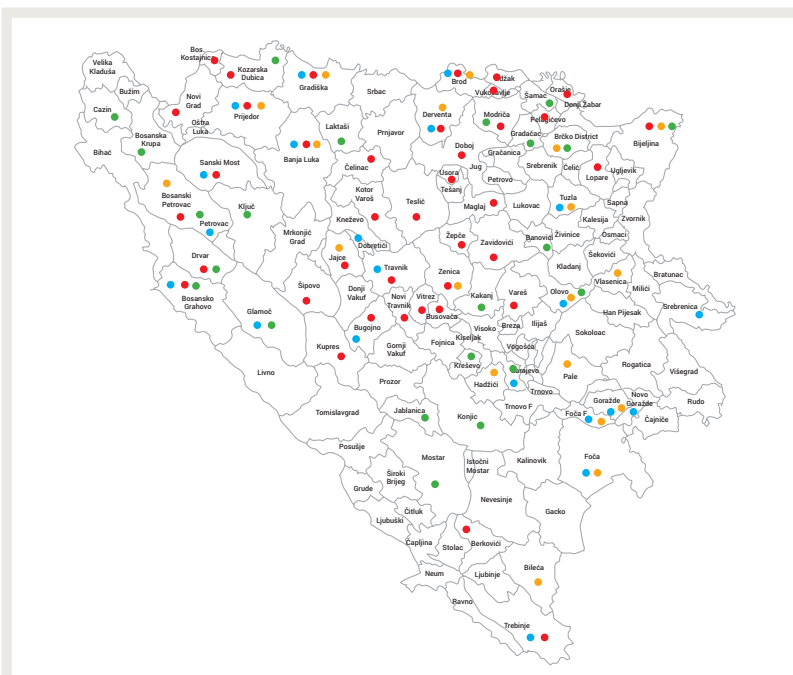 Velika
Kladuša
Bužim
Cazin
Bihać
Bosanska
Krupa
Bos.
Kostajnica
Kozarska
Dubica
Novi
Grad
Oštra
Luka
Prijedor
Gradiška
Srbac
Laktaši
Prnjavor
Banja Luka
Sanski Most
Bosanski
Petrovac
Petrovac
Ključ
Čelinac
Kotor
Varoš
Kneževo
Mrkonjić
Grad
Drvar
Bosansko
Grahovo
Glamoč
Šipovo
Jajce
Dobretići
Travnik
Donji
Vakuf
Novi
Travnik
Vitrez
Busovača
Bugojno
Kupres
Gornji
Vakuf
Livno
Tomislavgrad
Prozor
Brod
Odžak
Vukosavlje
Derventa
Modriča
Šamac
Orašje
Donji Žabar
Pelagićevo
Gradačac
Brčko District
Bijeljina
Doboj
Jug
Gračanica
Srebrenik
Čelić
Lopare
Ugljevik
Usora
Tešanj
Petrovo
Teslić
Maglaj
Lukovac
Tuzla
Sapna
Kalesija
Zvornik
Žepče
Zavidovići
Banovići
Živinice
Osmaci
Zenica
Kakanj
Vareš
Kladanj
Šekovići
Vlasenica
Milići
Bratunac
Srebrenica
Olovo
Han Pijesak
Visoko
Breza
Ilijaš
Sokoloac
Fojnica
Kiseljak
Vogošća
Kreševo
Hadžići
Sarajevo
Trnovo
Trnovo F
Pale
Rogatica
Višegrad
Rudo
Novo
Goražde
Goražde
Čajniče
Foča F
Foča
Jablanica
Konjic
Kalinovik
Posušje
Mostar
Istočni
Mostar
Široki
Brijeg
Grude
Čitluk
Ljubuški
Nevesinje
Gacko
Čapljina
Stolac
Berkovići
Bileća
Neum
Ljubinje
Ravno
Trebinje